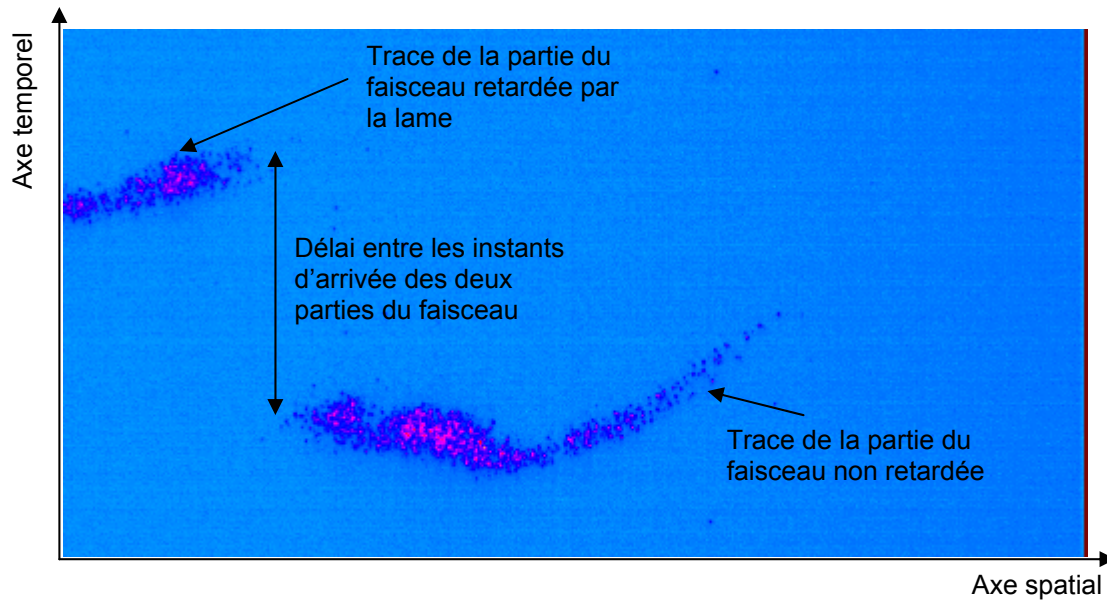 Axe temporel
Trace de la partie du
faisceau retardée par
la lame
Délai entre les instants
d'arrivée des deux
parties du faisceau
Trace de la partie du
faisceau non retardée
Axe spatial